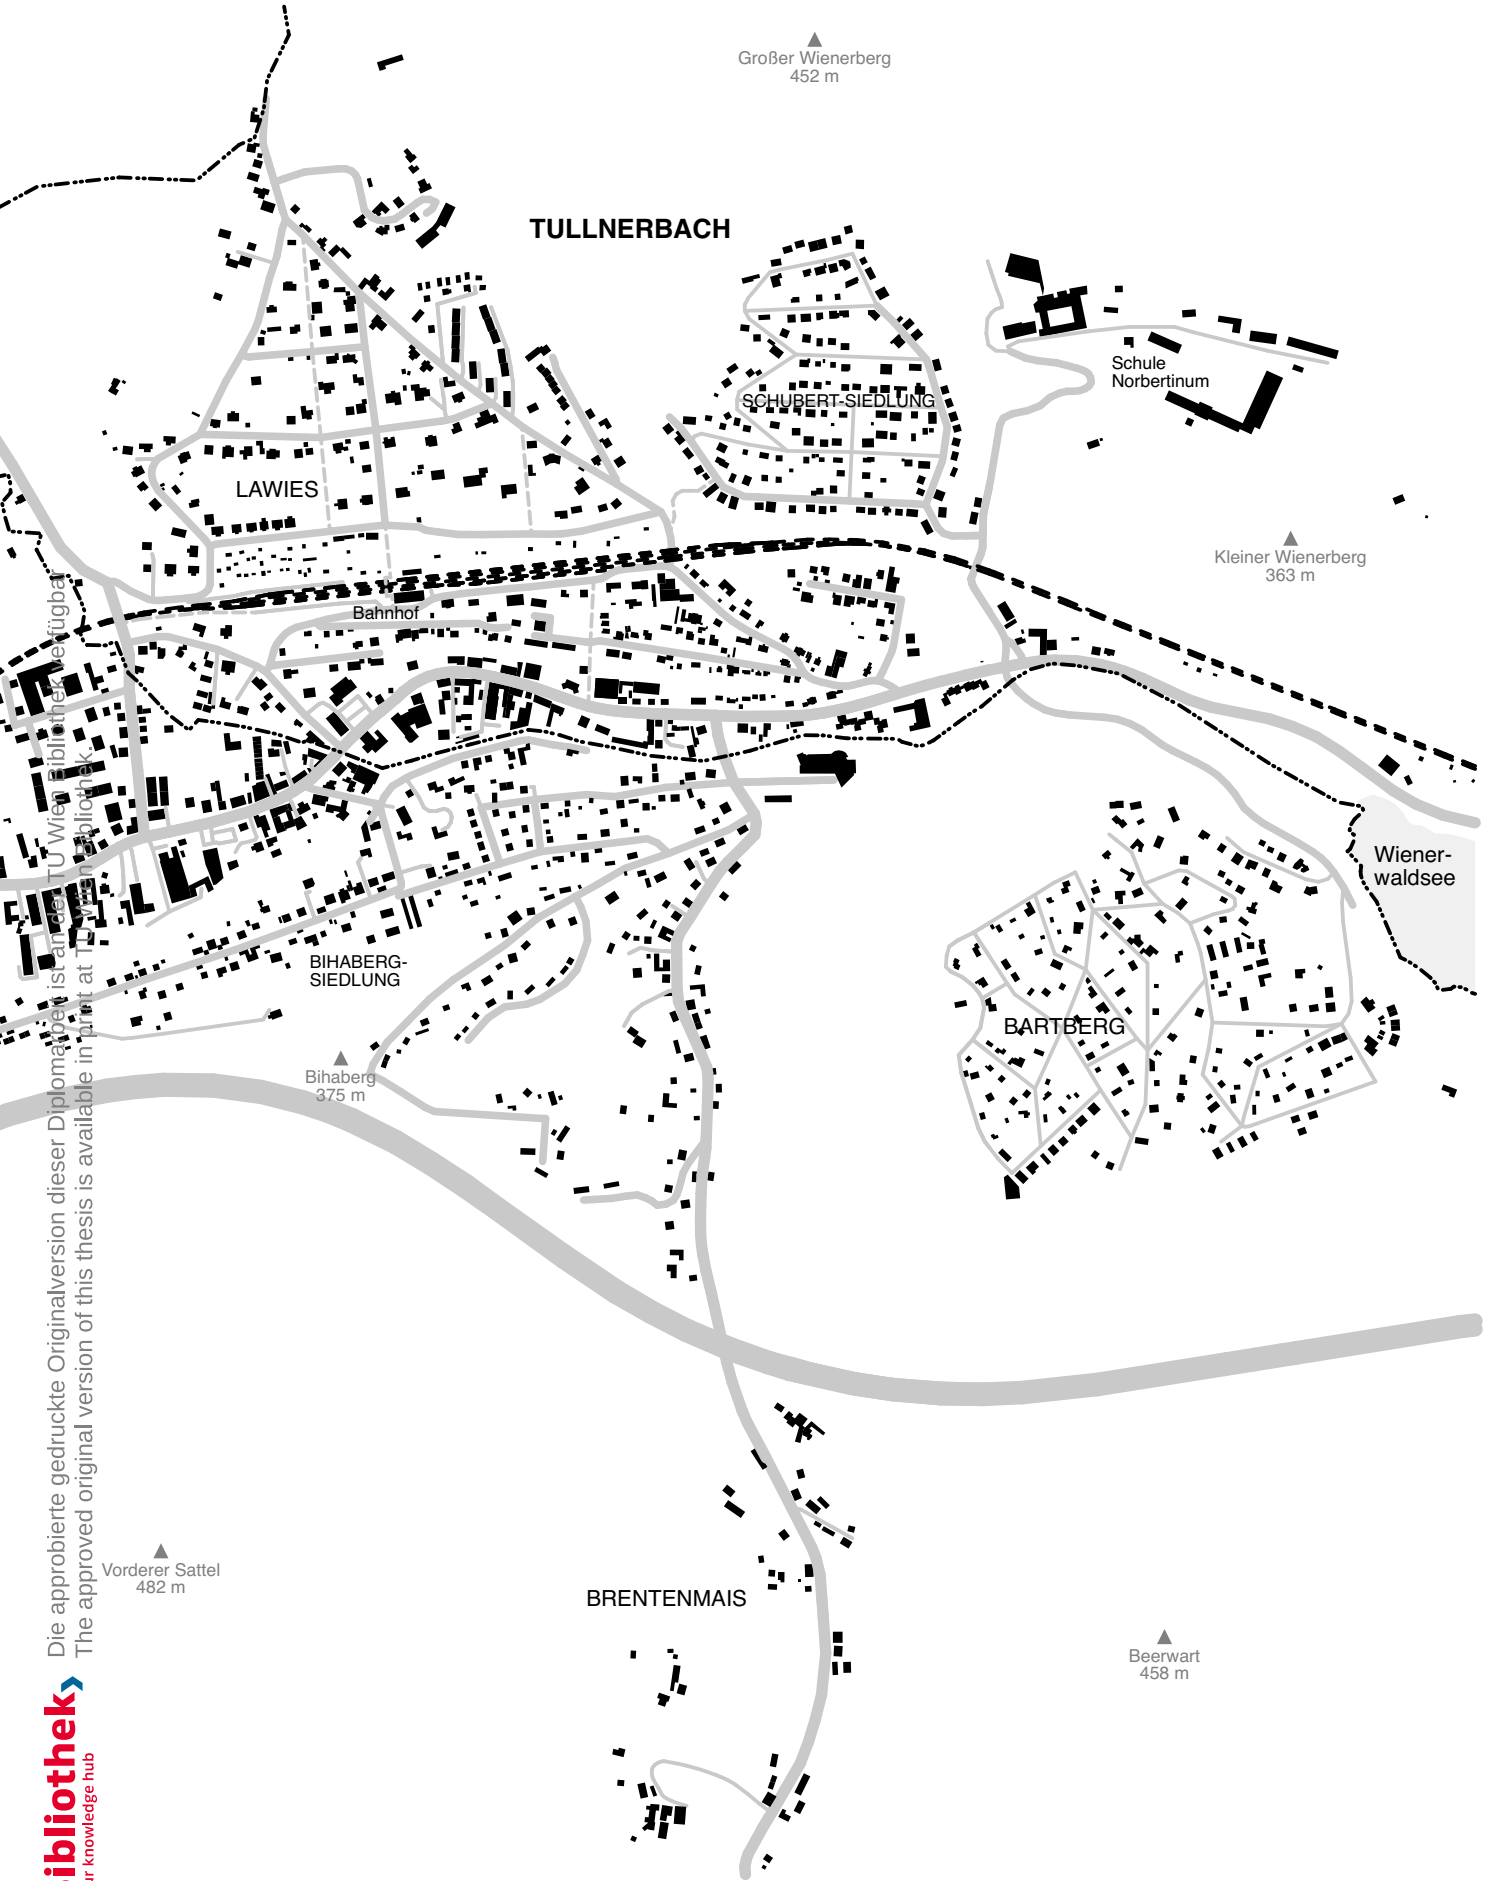 Großer Wienerberg
452 m
TULLNERBACH
Schule
Norbertinum
SCHUBERT-SIEDLUNG
LAWIES
Kleiner Wienerberg
363 m
Bahnhof
Wiener-
waldsee
BIHABERG-
SIEDLUNG
BARTBERG
Bihaberg
375 m
Vorderer Sattel
482 m
BRENTENMAIS
Beerwart
458 m
Die approbierte gedruckte Originalversion dieser Diplomarbeit ist an der TU Wien Bibliothek verfügbar
The approved original version of this thesis is available in print at TU Wien Bibliothek.
ibliothek
ur knowledge hub